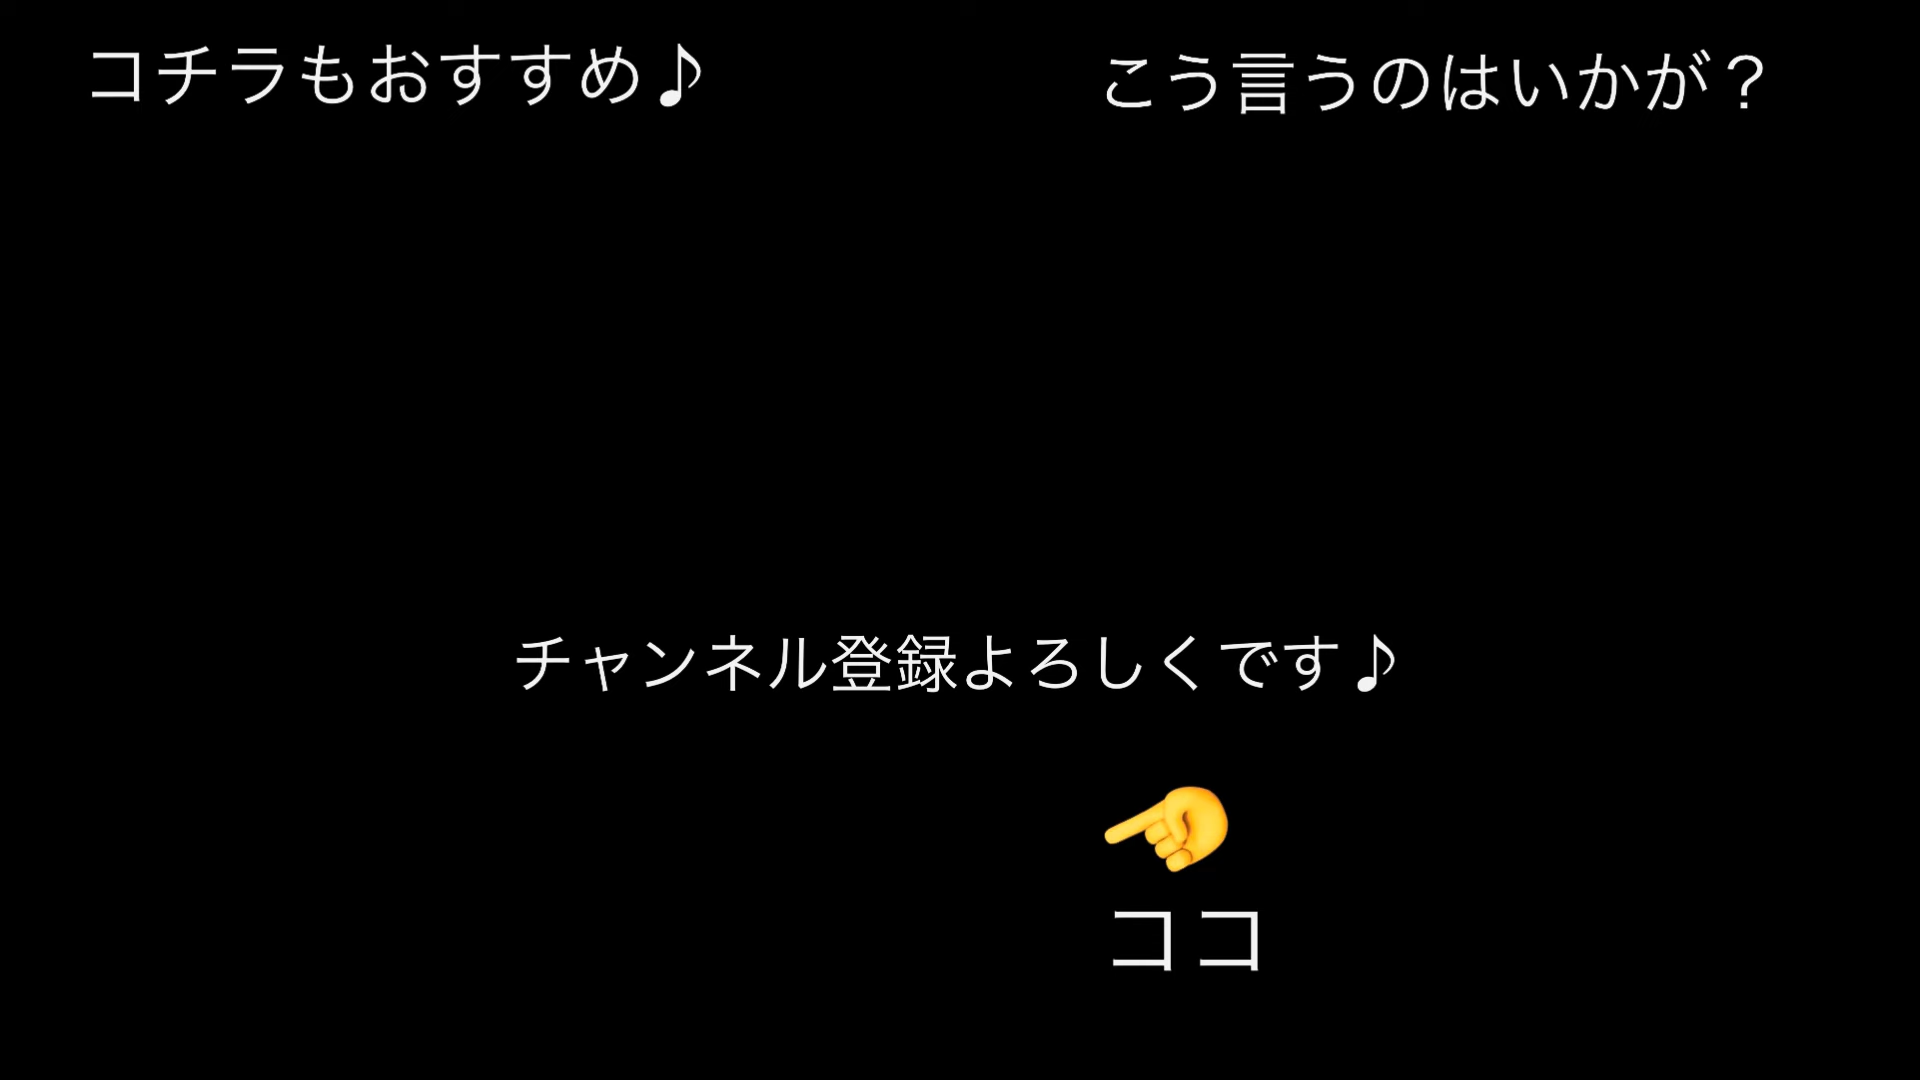 コチラもおすすめ♪
こう言うのはいかが？
チャンネル登録よろしくです♪
ココ